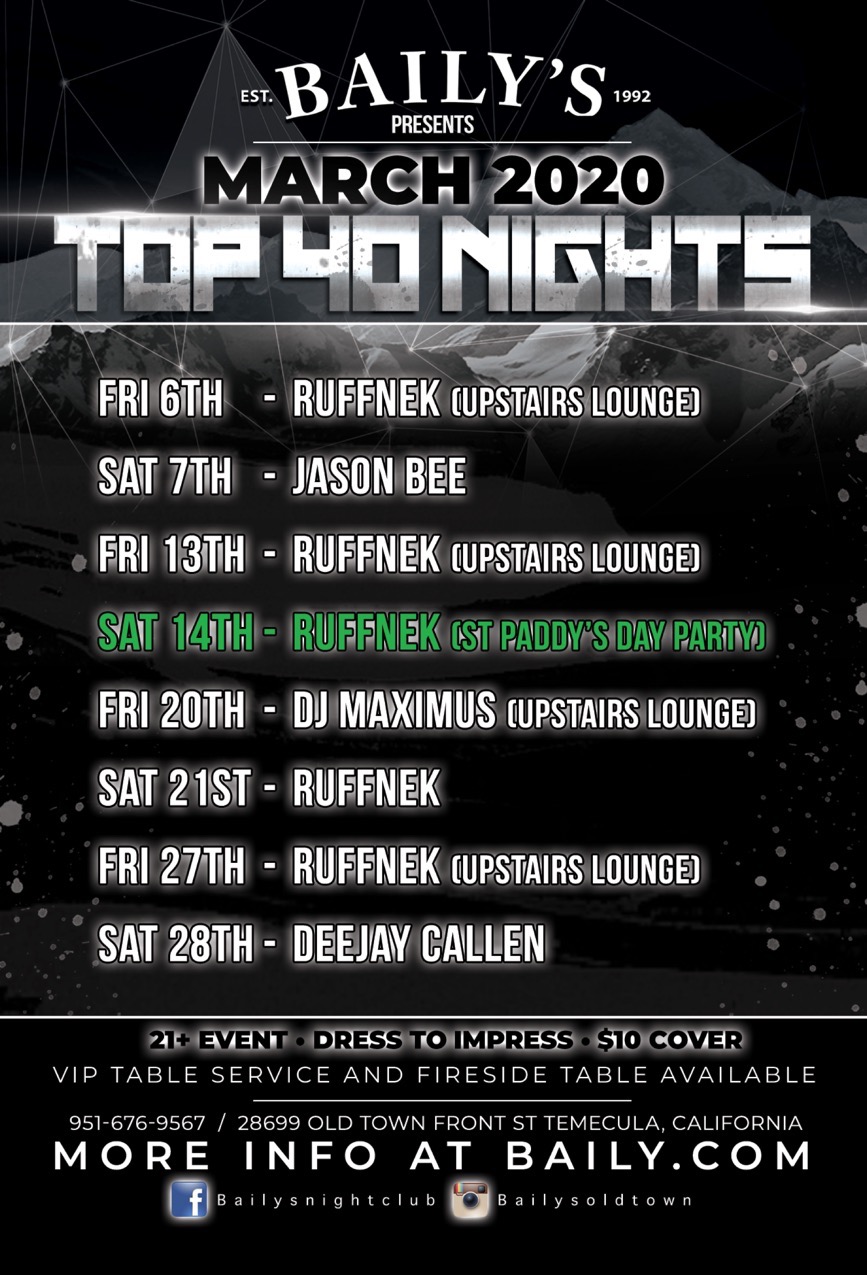 EST. BAILY'S 1992
PRESENTS
MARCH 2020
TOP 40 NIGHTS
FRI 6TH - RUFFNEK (UPSTAIRS LOUNGE)
SAT 7TH - JASON BEE
FRI 13TH - RUFFNEK (UPSTAIRS LOUNGE)
SAT 14TH - RUFFNEK (ST PADDY'S DAY PARTY)
FRI 20TH - DJ MAXIMUS (UPSTAIRS LOUNGE)
SAT 21ST - RUFFNEK
FRI 27TH - RUFFNEK (UPSTAIRS LOUNGE)
SAT 28TH - DEEJAY CALLEN
21+ EVENT • DRESS TO IMPRESS • $10 COVER
VIP TABLE SERVICE AND FIRESIDE TABLE AVAILABLE
951-676-9567 / 28699 OLD TOWN FRONT ST TEMECULA, CALIFORNIA
MORE INFO AT BAILY.COM
f Bailysnightclub Bailysoldtown